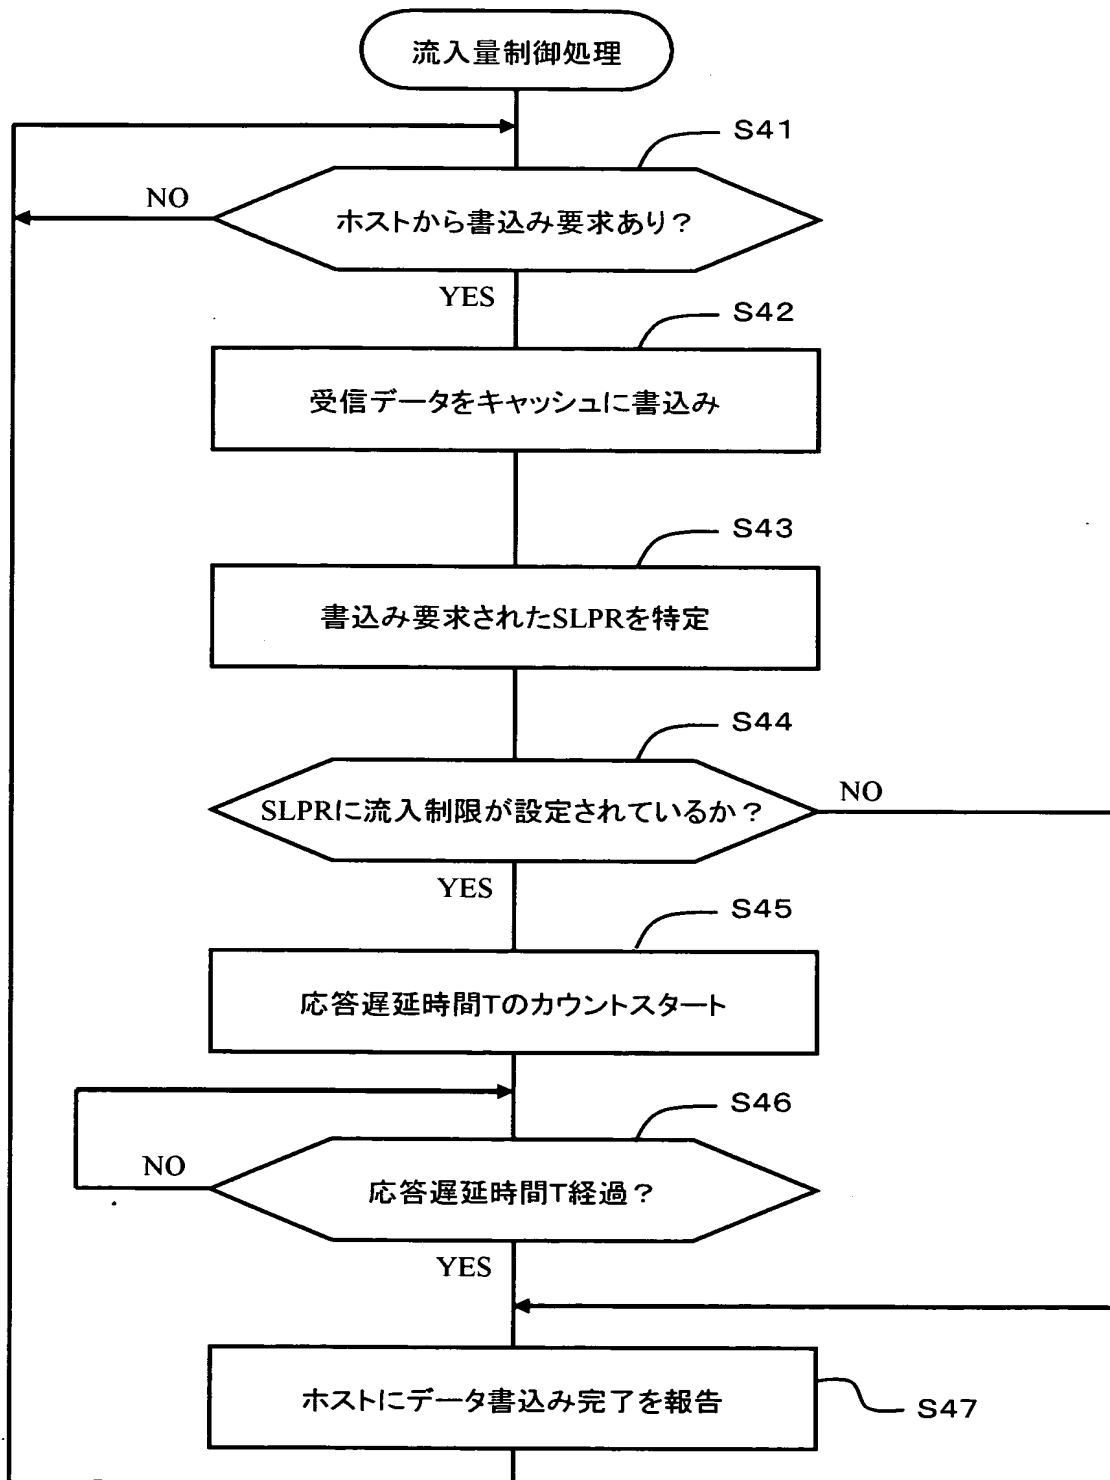 流入量制御処理
S41
NO
ホストから書込み要求あり？
YES
S42
受信データをキャッシュに書込み
S43
書込み要求されたSLPRを特定
S44
NO
SLPRに流入制限が設定されているか？
YES
S45
応答遅延時間Tのカウントスタート
S46
NO
応答遅延時間T経過？
YES
ホストにデータ書込み完了を報告
S47